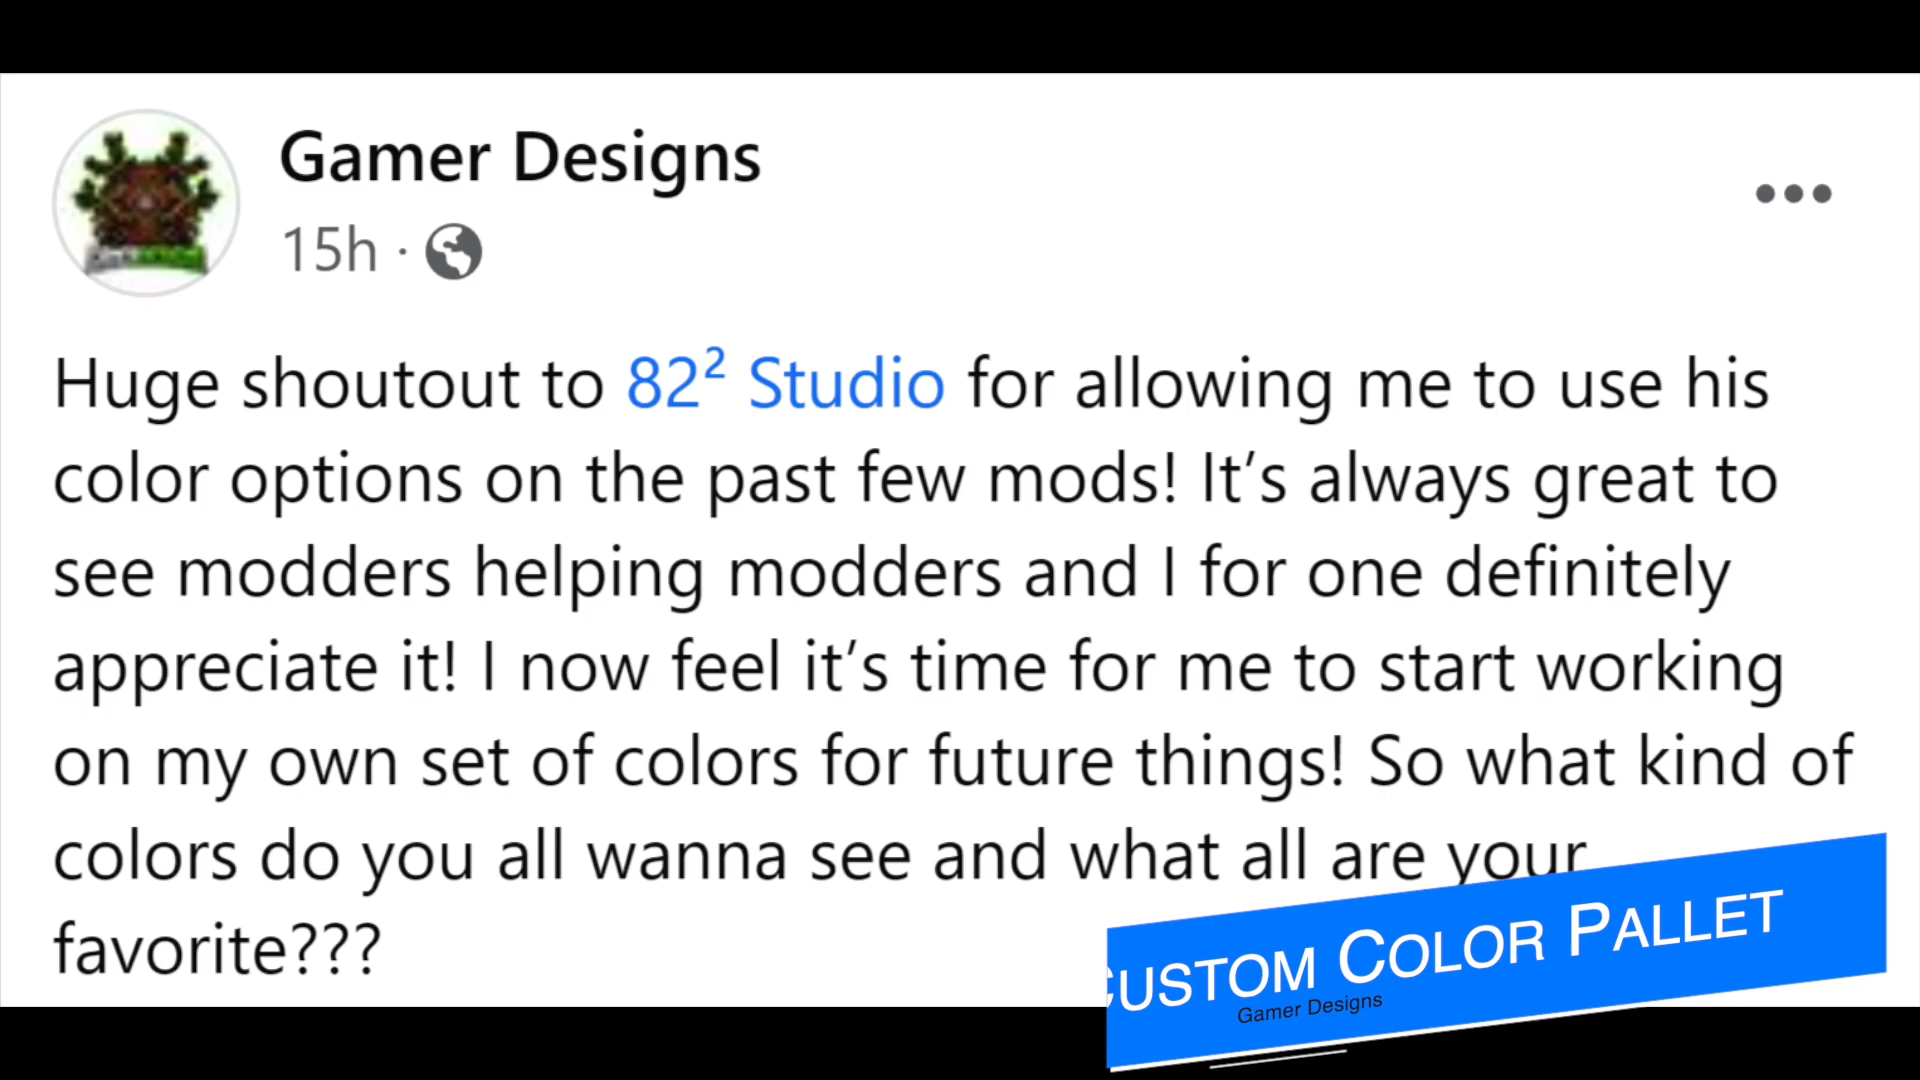 Gamer Designs
15h ·
Huge shoutout to 82² Studio for allowing me to use his
color options on the past few mods! It’s always great to
see modders helping modders and I for one definitely
appreciate it! I now feel it’s time for me to start working
on my own set of colors for future things! So what kind of
colors do you all wanna see and what all are your
favorite???
CUSTOM COLOR PALLET
Gamer Designs